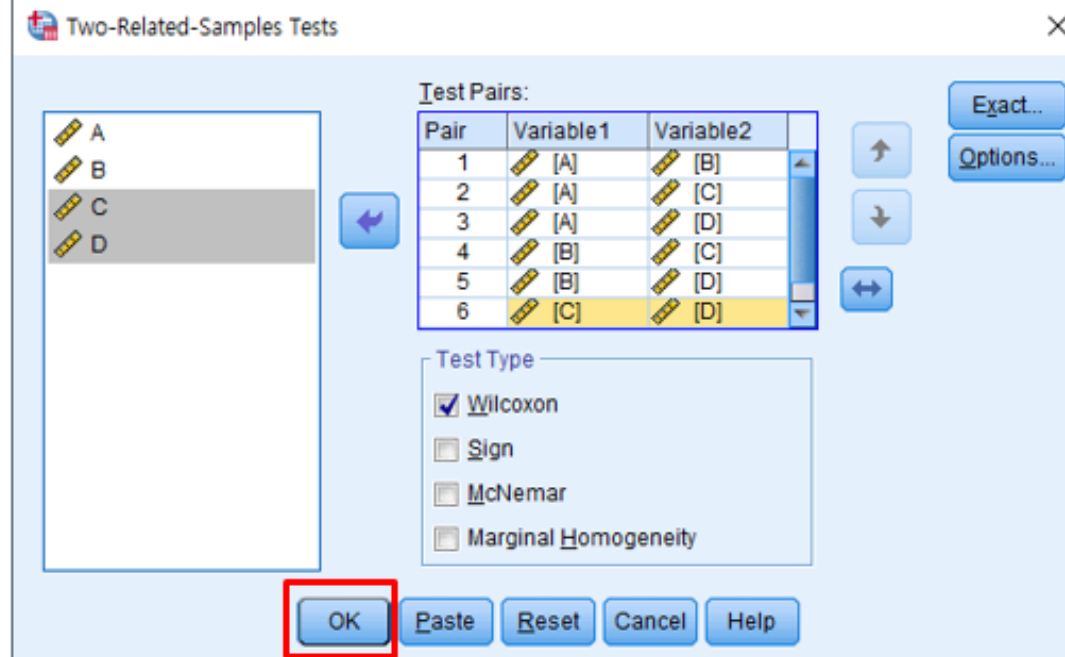 Two-Related-Samples Tests
Test Pairs:
A
B
C
D
Pair Variable1 Variable2
1 [A] [B]
2 [A] [C]
3 [A] [D]
4 [B] [C]
5 [B] [D]
6 [C] [D]
Exact...
Options...
Test Type
Wilcoxon
Sign
McNemar
Marginal Homogeneity
OK Paste Reset Cancel Help